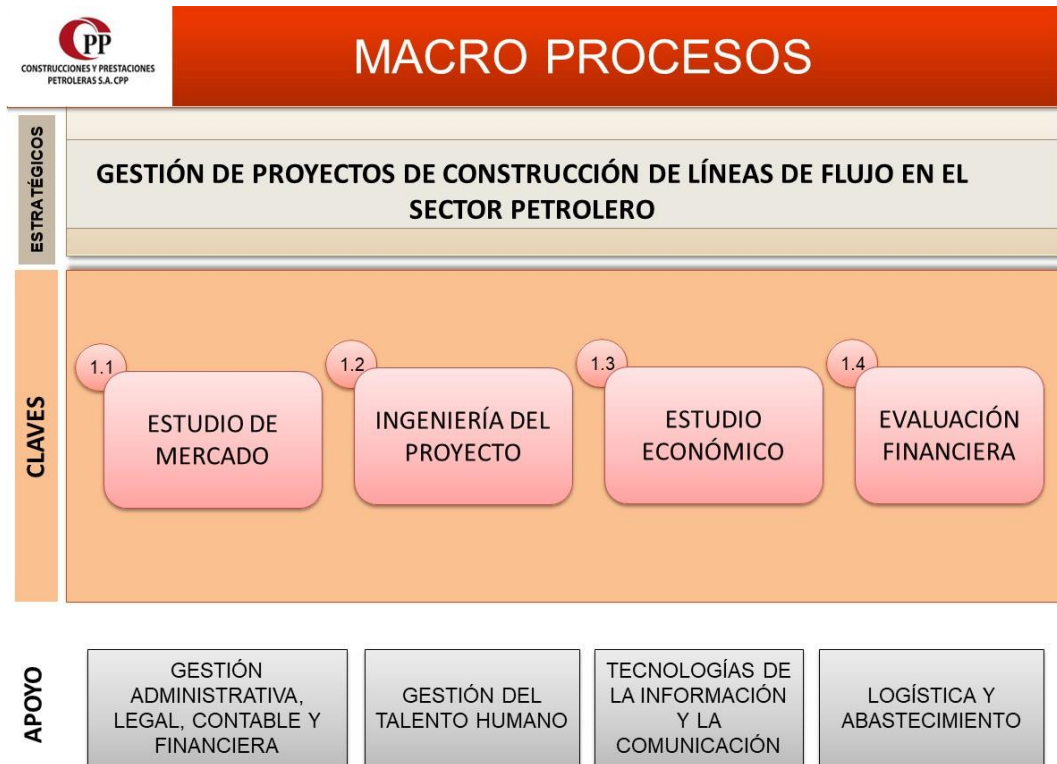 CPP
CONSTRUCCIONES Y PRESTACIONES
PETROLERAS S.A. CPP
MACRO PROCESOS
ESTRATÉGICOS
GESTIÓN DE PROYECTOS DE CONSTRUCCIÓN DE LÍNEAS DE FLUJO EN EL
SECTOR PETROLERO
CLAVES
1.1
ESTUDIO DE
MERCADO
1.2
INGENIERÍA DEL
PROYECTO
1.3
ESTUDIO
ECONÓMICO
1.4
EVALUACIÓN
FINANCIERA
APOYO
GESTIÓN
ADMINISTRATIVA,
LEGAL, CONTABLE Y
FINANCIERA
GESTIÓN DEL
TALENTO HUMANO
TECNOLOGÍAS DE
LA INFORMACIÓN
Y LA
COMUNICACIÓN
LOGÍSTICA Y
ABASTECIMIENTO